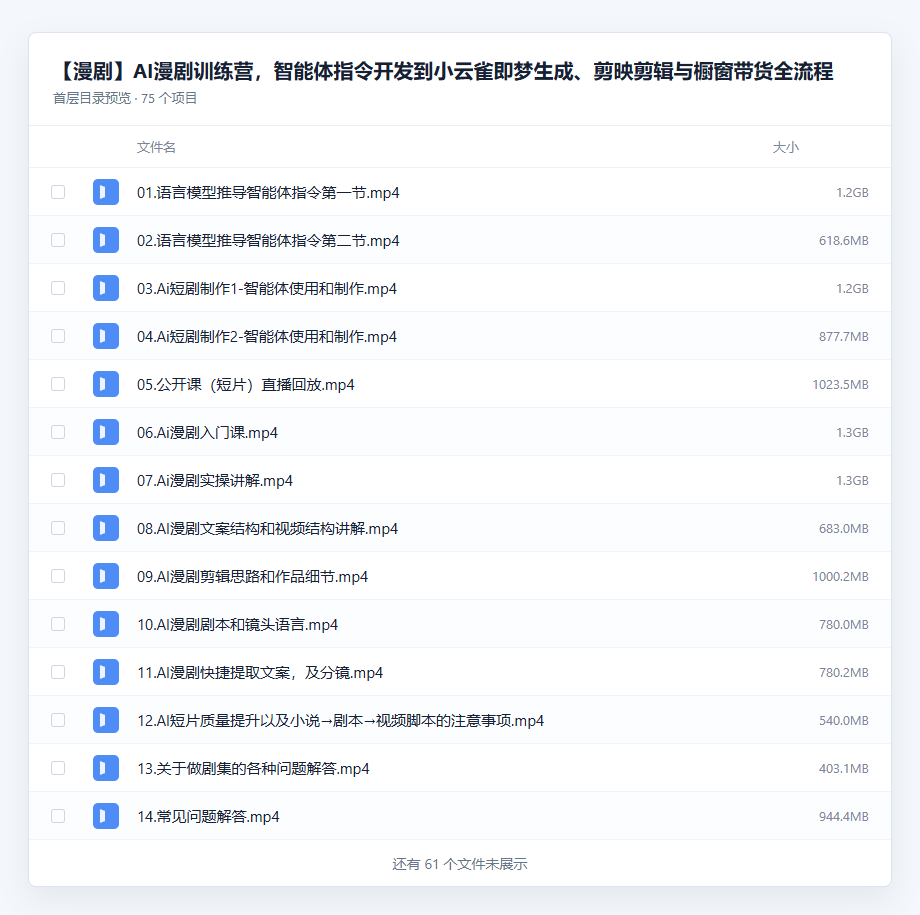 【漫剧】AI漫剧训练营，智能体指令开发到小云雀即梦生成、剪映剪辑与橱窗带货全流程
首层目录预览 · 75 个项目
文件名 大小
01.语言模型推导智能体指令第一节.mp4 1.2GB
02.语言模型推导智能体指令第二节.mp4 618.6MB
03.Ai短剧制作1-智能体使用和制作.mp4 1.2GB
04.Ai短剧制作2-智能体使用和制作.mp4 877.7MB
05.公开课（短片）直播回放.mp4 1023.5MB
06.Ai漫剧入门课.mp4 1.3GB
07.Ai漫剧实操讲解.mp4 1.3GB
08.AI漫剧文案结构和视频结构讲解.mp4 683.0MB
09.AI漫剧剪辑思路和作品细节.mp4 1000.2MB
10.AI漫剧剧本和镜头语言.mp4 780.0MB
11.AI漫剧快捷提取文案，及分镜.mp4 780.2MB
12.AI短片质量提升以及小说→剧本→视频脚本的注意事项.mp4 540.0MB
13.关于做剧集的各种问题解答.mp4 403.1MB
14.常见问题解答.mp4 944.4MB
还有 61 个文件未展示